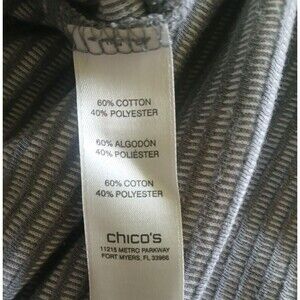 60% COTTON
40% POLYESTER
60% ALGODÓN
40% POLIÉSTER
60% COTON
40% POLYESTER
chico's
11215 METRO PARKWAY
FORT MYERS, FL 33966